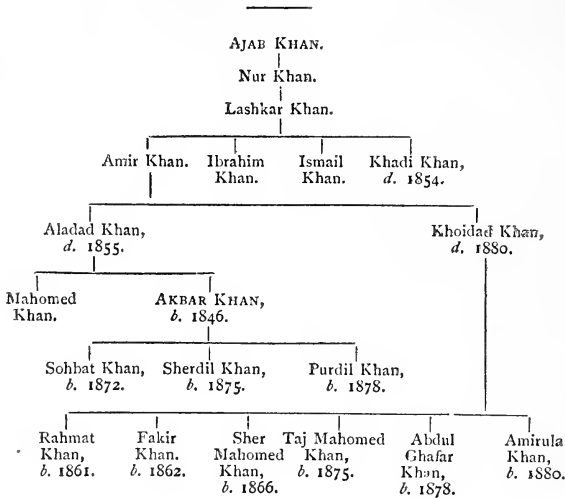 AJAB KHAN.
Nur Khan.
Lashkar Khan.
Amir Khan. Ibrahim Khan. Ismail Khan. Khadi Khan, d. 1854.
Aladad Khan, d. 1855. Khoidad Khan, d. 1880.
Mahomed Khan. AKBAR KHAN, b. 1846.
Sohbat Khan, b. 1872. Sherdil Khan, b. 1875. Purdil Khan, b. 1878.
Rahmat Khan, b. 1861. Fakir Khan. b. 1862. Sher Mahomed Khan, b. 1866. Taj Mahomed Khan, b. 1875. Abdul Ghafar Khan, b. 1878. Amirula Khan, b. 1880.